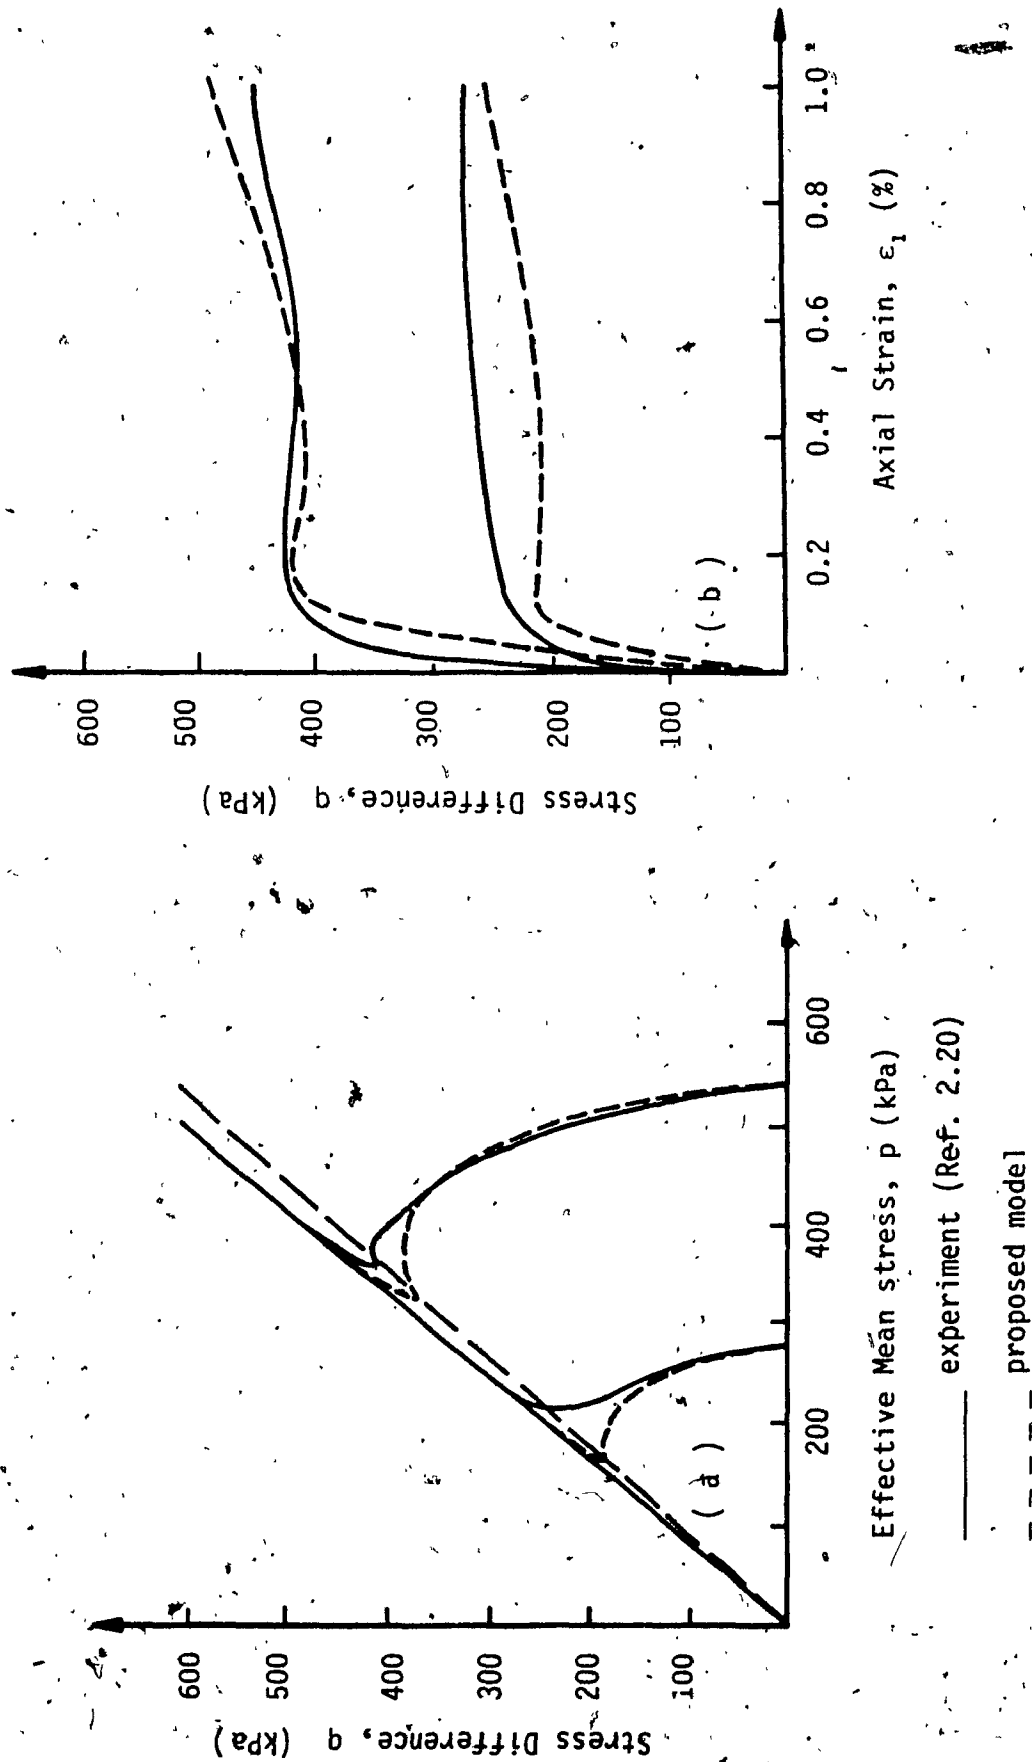 600
500
400
300
200
100
Stress Difference, q (kPa)
200
400
600
( a )
Effective Mean stress, p (kPa)
experiment (Ref. 2.20)
proposed model
600
500
400
300
200
100
Stress Difference, q (kPa)
0.2
0.4
0.6
0.8
1.0
( b )
Axial Strain, ε₁ (%)